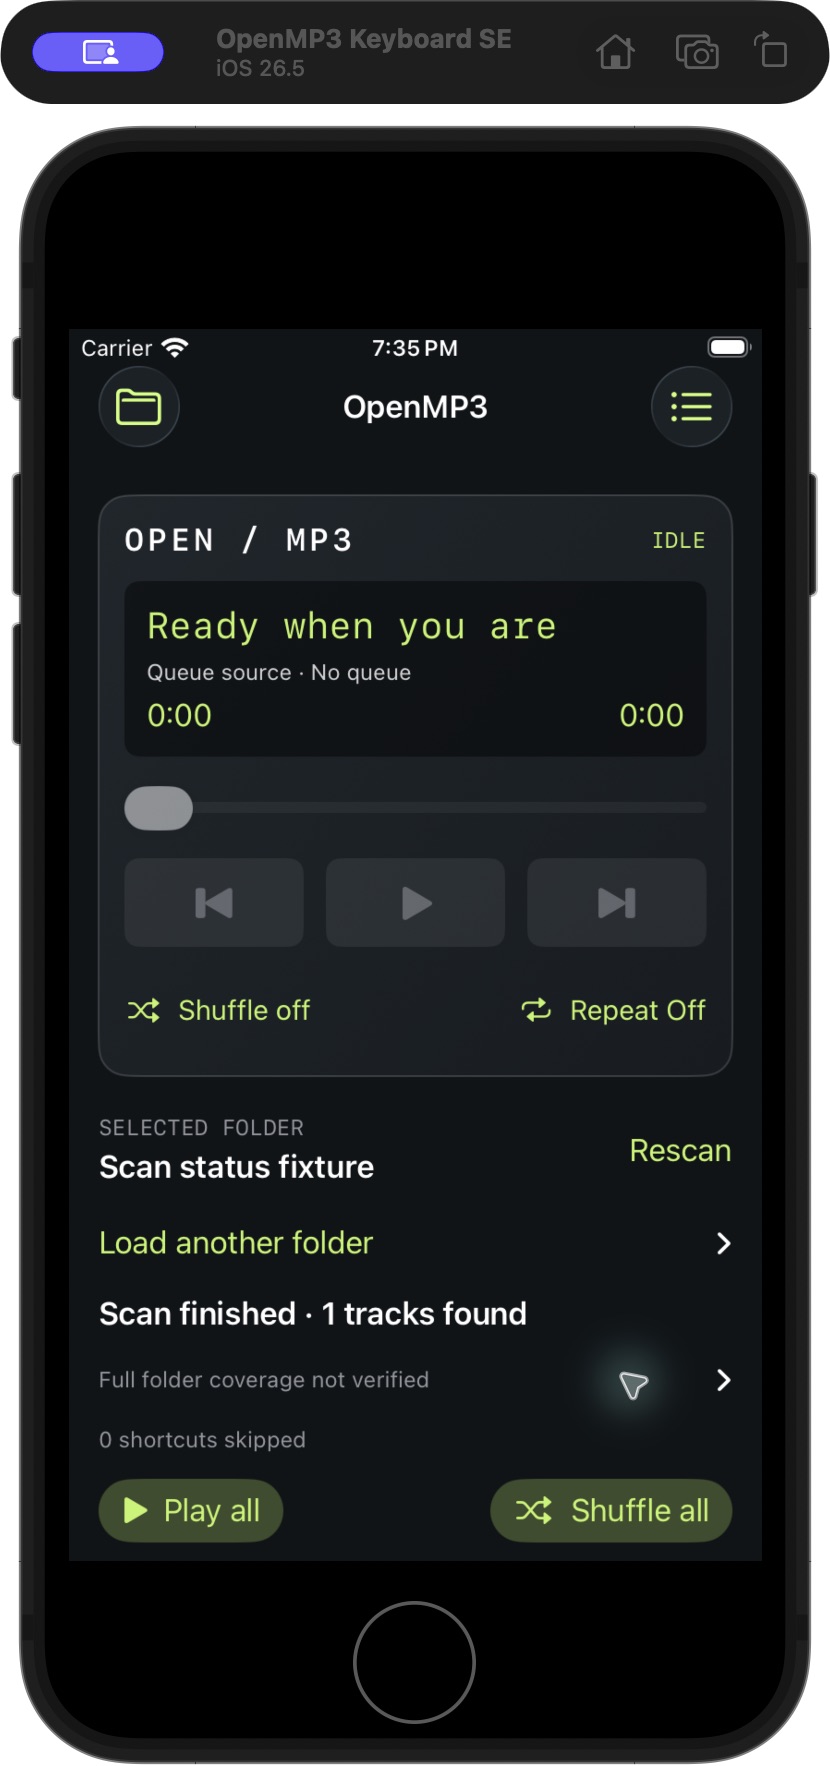 OpenMP3 Keyboard SE
iOS 26.5
Carrier 7:35 PM
OpenMP3
OPEN / MP3 IDLE
Ready when you are
Queue source · No queue
0:00 0:00
Shuffle off Repeat Off
SELECTED FOLDER
Scan status fixture Rescan
Load another folder
Scan finished · 1 tracks found
Full folder coverage not verified
0 shortcuts skipped
Play all Shuffle all